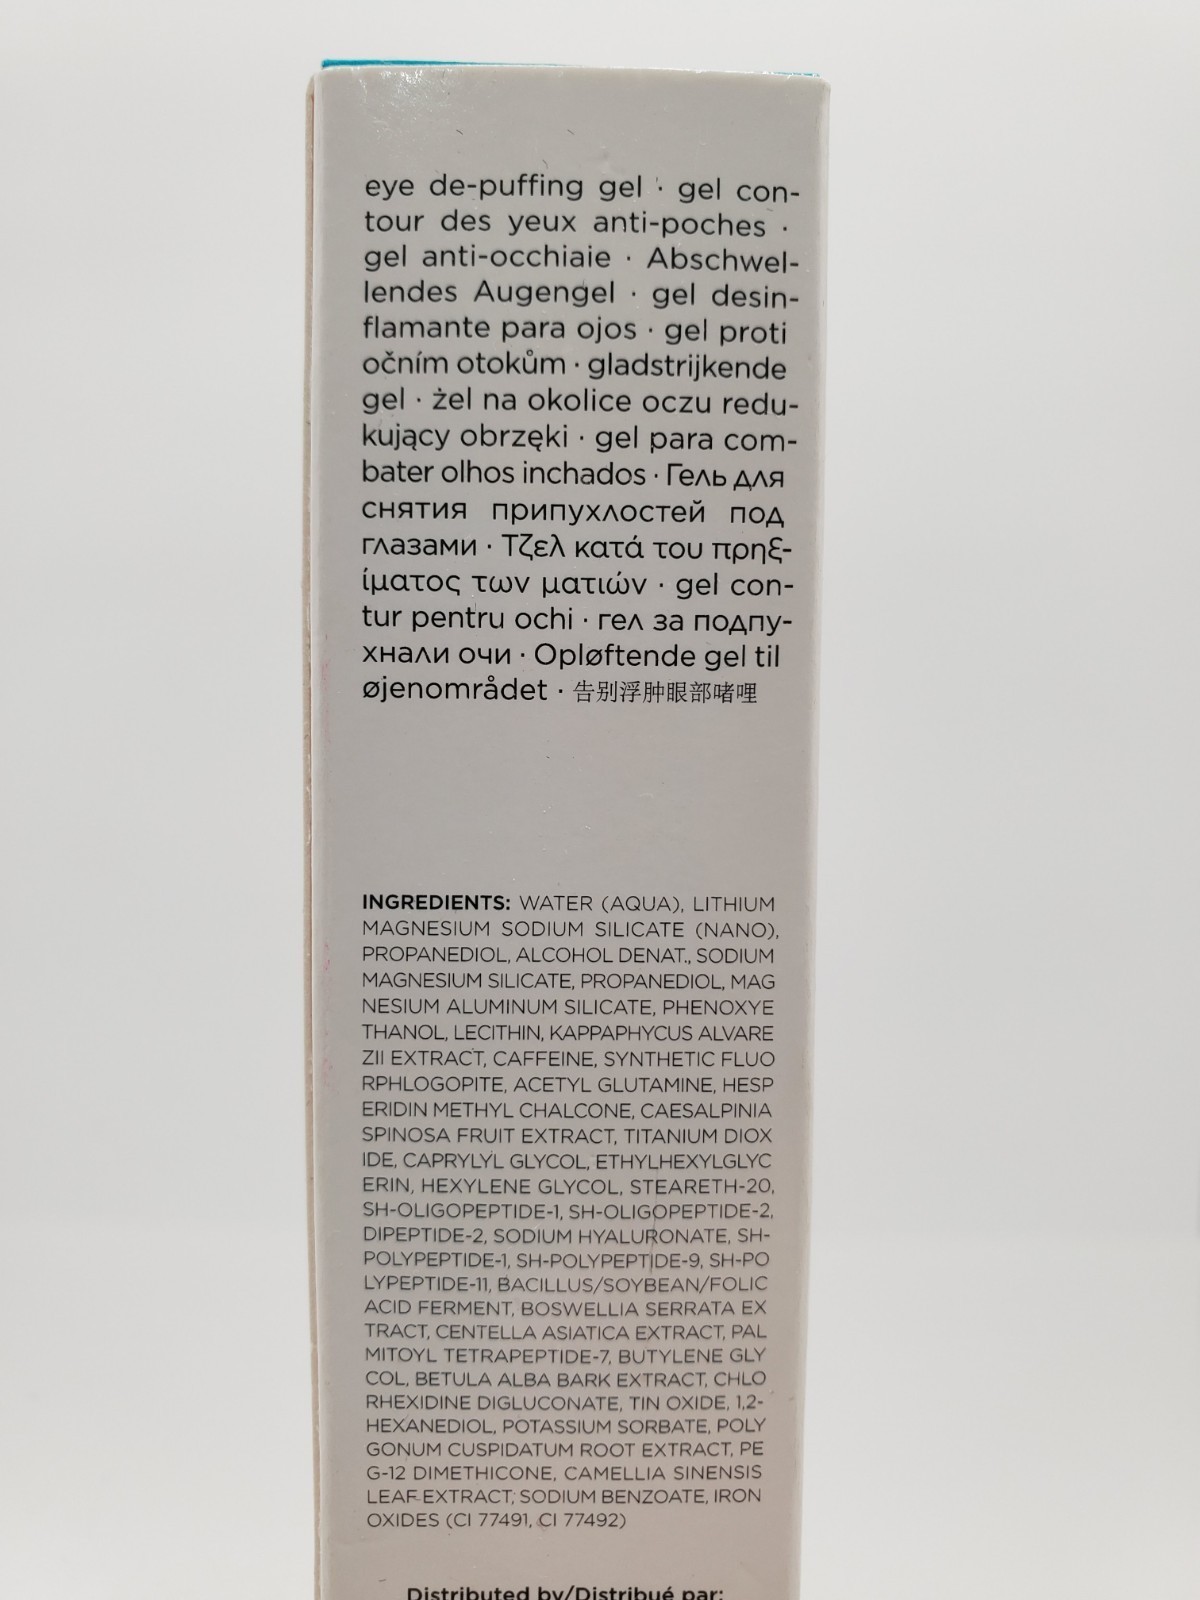 eye de-puffing gel · gel con-
tour des yeux anti-poches ·
gel anti-occhiaie · Abschwel-
lendes Augengel · gel desin-
flamante para ojos · gel proti
očním otokům · gladstrijkende
gel · żel na okolice oczu redu-
kujący obrzęki · gel para com-
bater olhos inchados · Гель для
снятия припухлостей под
глазами · Τζελ κατά του πρηξ-
ίματος των ματιών · gel con-
tur pentru ochi · гел за подпу-
хнали очи · Opløftende gel til
øjenområdet · 告别浮肿眼部啫哩
INGREDIENTS: WATER (AQUA), LITHIUM
MAGNESIUM SODIUM SILICATE (NANO),
PROPANEDIOL, ALCOHOL DENAT., SODIUM
MAGNESIUM SILICATE, PROPANEDIOL, MAG
NESIUM ALUMINUM SILICATE, PHENOXYE
THANOL, LECITHIN, KAPPAPHYCUS ALVARE
ZII EXTRACT, CAFFEINE, SYNTHETIC FLUO
RPHLOGOPITE, ACETYL GLUTAMINE, HESP
ERIDIN METHYL CHALCONE, CAESALPINIA
SPINOSA FRUIT EXTRACT, TITANIUM DIOX
IDE, CAPRYLYL GLYCOL, ETHYLHEXYLGLYC
ERIN, HEXYLENE GLYCOL, STEARETH-20,
SH-OLIGOPEPTIDE-1, SH-OLIGOPEPTIDE-2,
DIPEPTIDE-2, SODIUM HYALURONATE, SH-
POLYPEPTIDE-1, SH-POLYPEPTIDE-9, SH-PO
LYPEPTIDE-11, BACILLUS/SOYBEAN/FOLIC
ACID FERMENT, BOSWELLIA SERRATA EX
TRACT, CENTELLA ASIATICA EXTRACT, PAL
MITOYL TETRAPEPTIDE-7, BUTYLENE GLY
COL, BETULA ALBA BARK EXTRACT, CHLO
RHEXIDINE DIGLUCONATE, TIN OXIDE, 1,2-
HEXANEDIOL, POTASSIUM SORBATE, POLY
GONUM CUSPIDATUM ROOT EXTRACT, PE
G-12 DIMETHICONE, CAMELLIA SINENSIS
LEAF EXTRACT, SODIUM BENZOATE, IRON
OXIDES (CI 77491, CI 77492)
Distributed by/Distribué par: